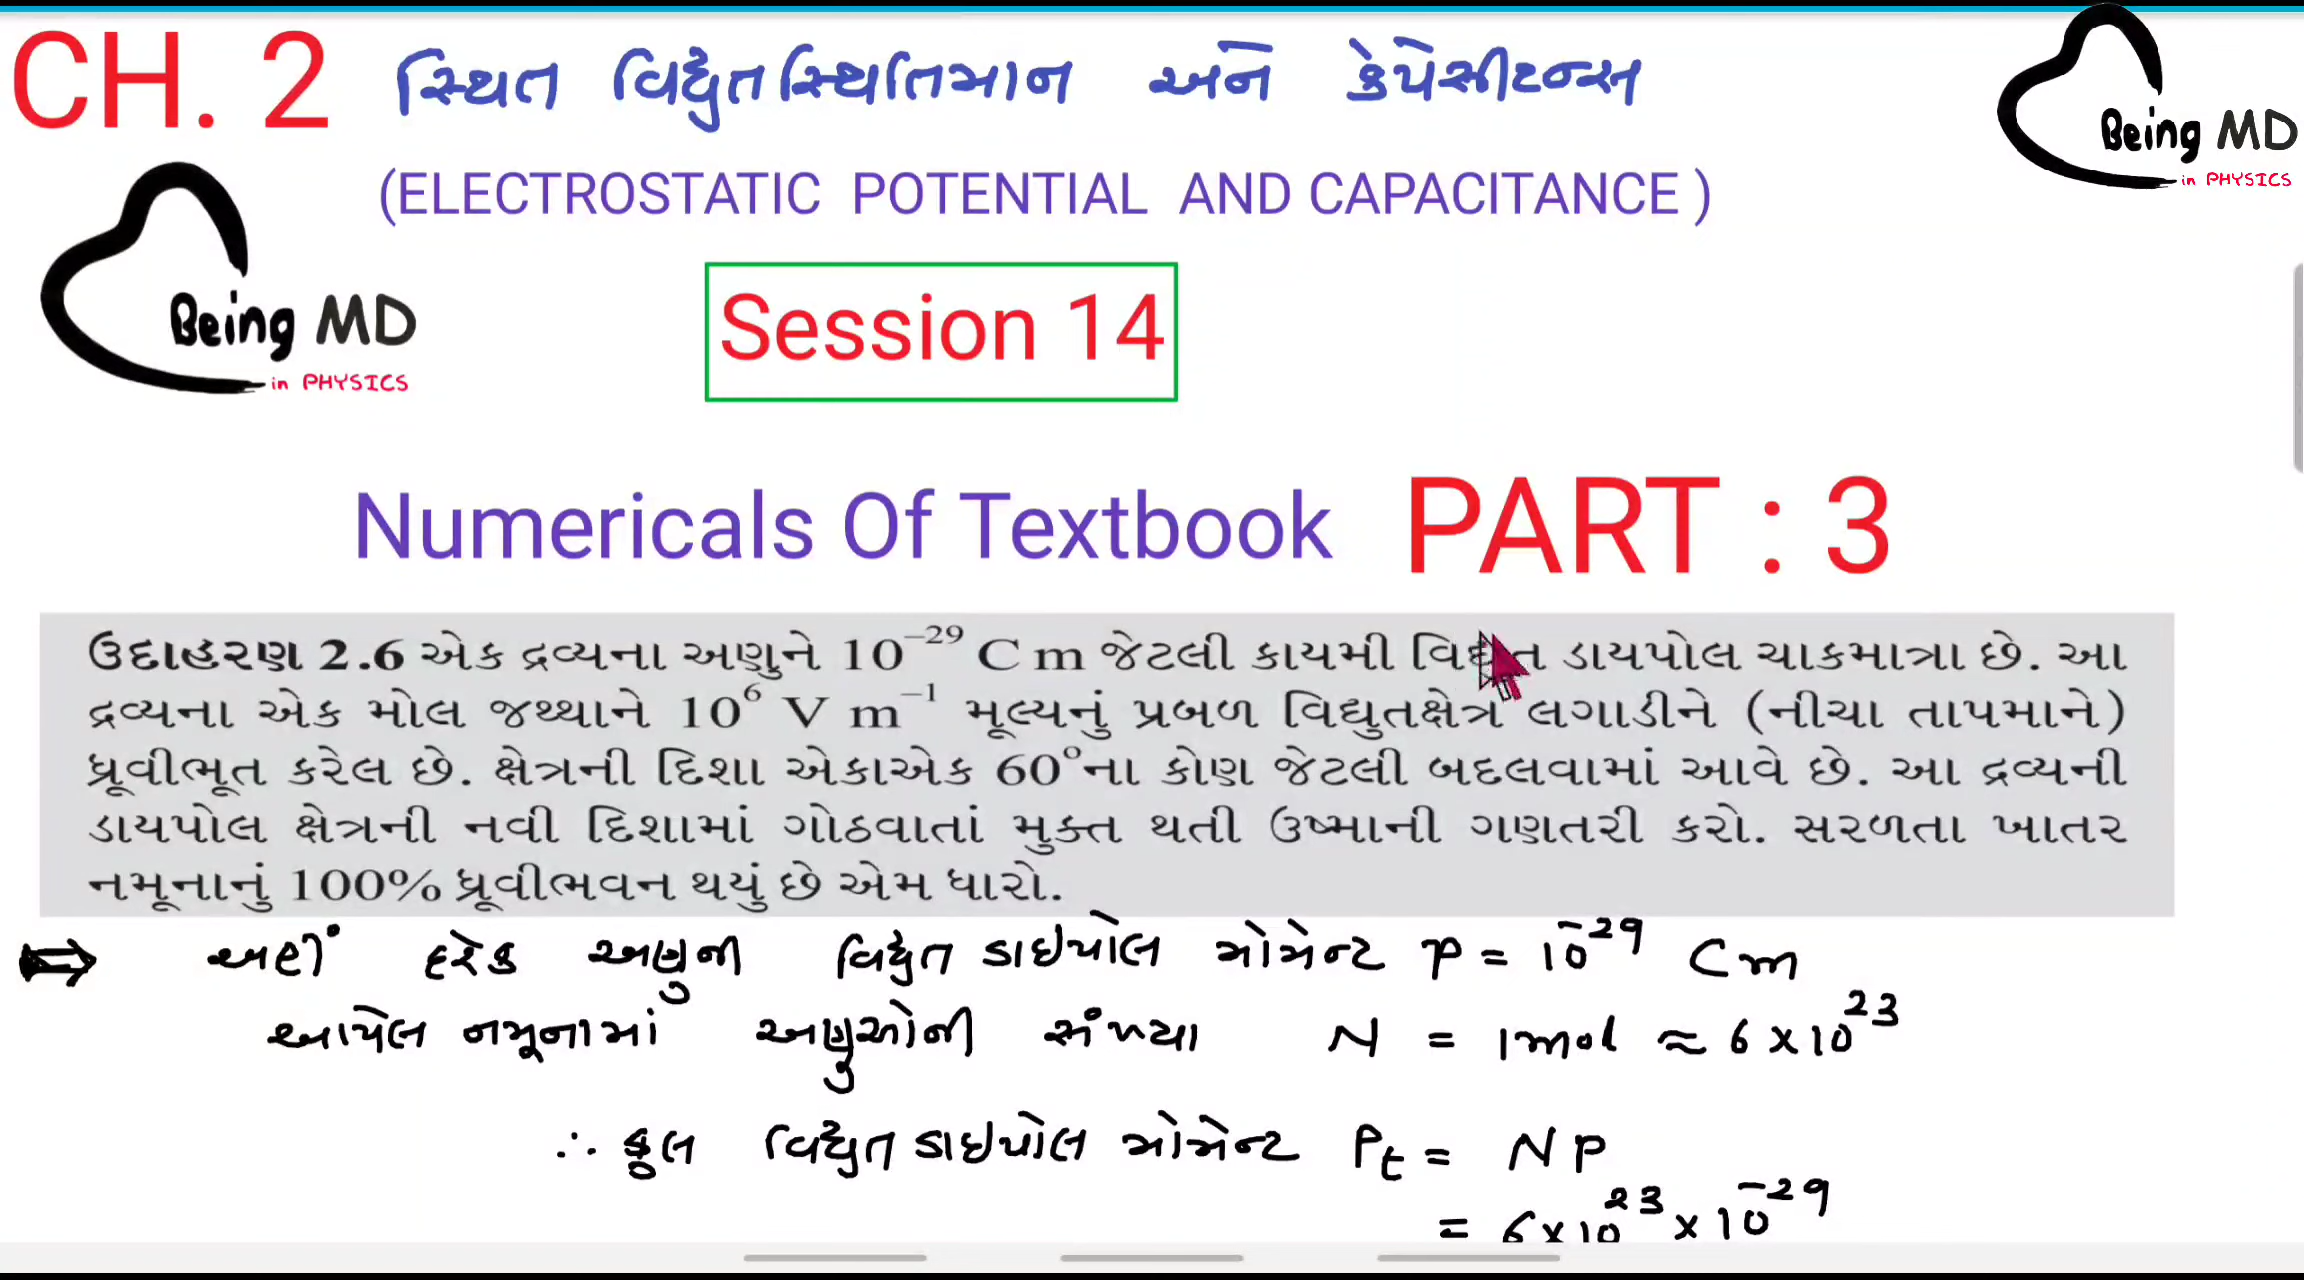 CH. 2 સ્થિત વિદ્યુતસ્થિતિમાન અને કેપેસીટન્સ
Being MD
in PHYSICS
(ELECTROSTATIC POTENTIAL AND CAPACITANCE )
Being MD
in PHYSICS
Session 14
Numericals Of Textbook PART : 3
ઉદાહરણ 2.6 એક દ્રવ્યના અણુને 10⁻²⁹ C m જેટલી કાયમી વિદ્યુત ડાયપોલ ચાકમાત્રા છે. આ
દ્રવ્યના એક મોલ જથ્થાને 10⁶ V m⁻¹ મૂલ્યનું પ્રબળ વિદ્યુતક્ષેત્ર લગાડીને (નીચા તાપમાને)
ધ્રૂવીભૂત કરેલ છે. ક્ષેત્રની દિશા એકાએક 60°ના કોણ જેટલી બદલવામાં આવે છે. આ દ્રવ્યની
ડાયપોલ ક્ષેત્રની નવી દિશામાં ગોઠવાતાં મુક્ત થતી ઉષ્માની ગણતરી કરો. સરળતા ખાતર
નમૂનાનું 100% ધ્રૂવીભવન થયું છે એમ ધારો.
⇒ અહીં દરેક અણુની વિદ્યુત ડાઇપોલ મોમેન્ટ p = 10⁻²⁹ Cm
આપેલ નમૂનામાં અણુઓની સંખ્યા N = 1mol ≈ 6 × 10²³
∴ કુલ વિદ્યુત ડાઇપોલ મોમેન્ટ Pₜ = NP
= 6 × 10²³ × 10⁻²⁹